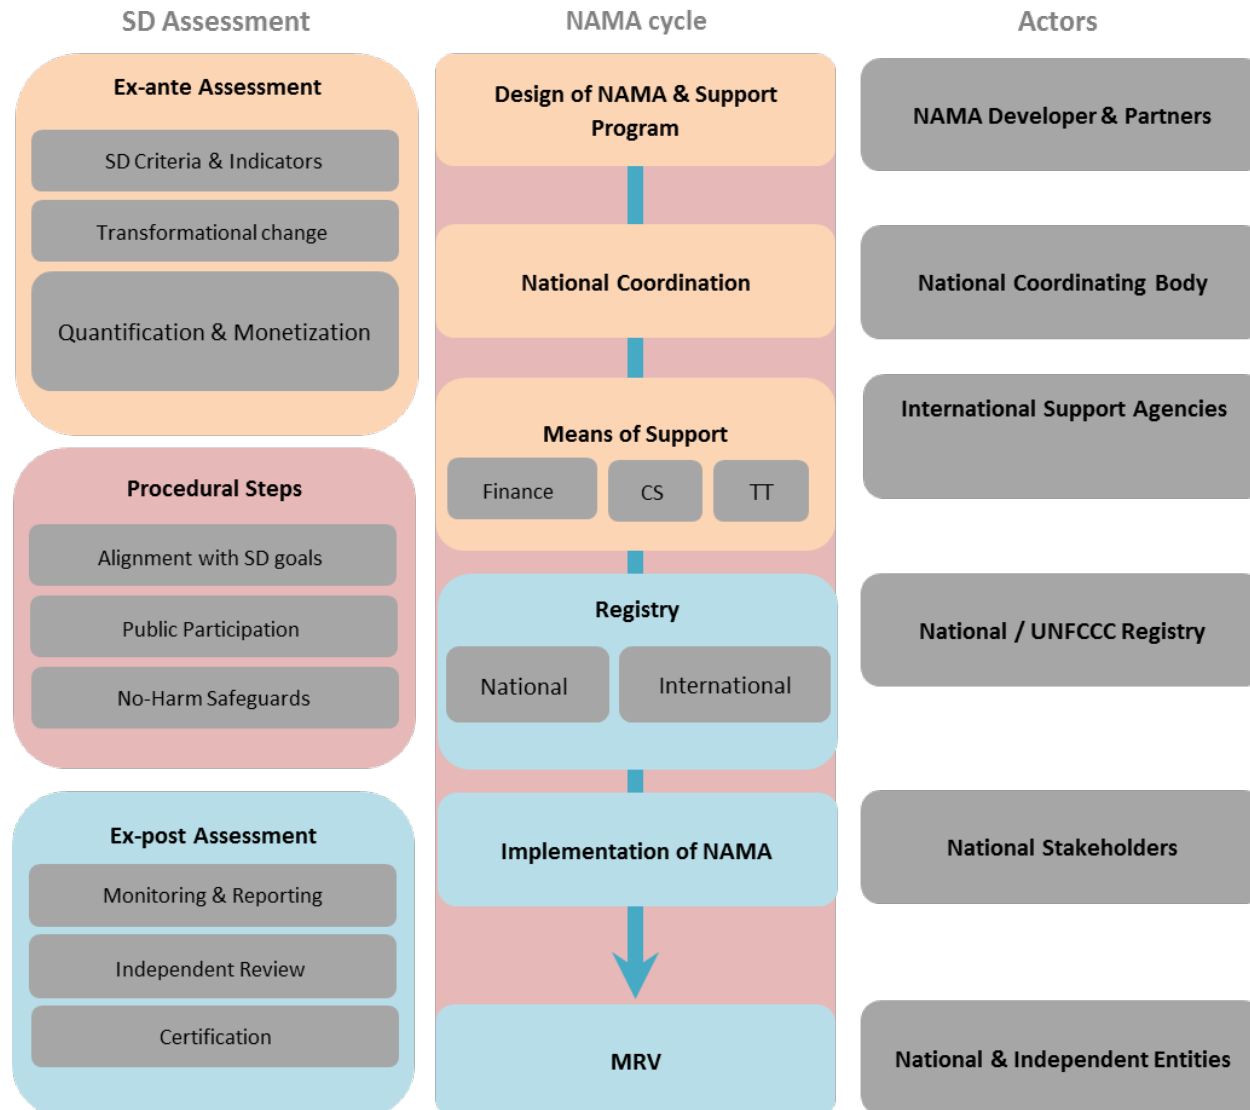 SD Assessment
NAMA cycle
Actors
Ex-ante Assessment
SD Criteria & Indicators
Transformational change
Quantification & Monetization
Procedural Steps
Alignment with SD goals
Public Participation
No-Harm Safeguards
Ex-post Assessment
Monitoring & Reporting
Independent Review
Certification
Design of NAMA & Support
Program
National Coordination
Means of Support
Finance
CS
TT
Registry
National
International
Implementation of NAMA
MRV
NAMA Developer & Partners
National Coordinating Body
International Support Agencies
National / UNFCCC Registry
National Stakeholders
National & Independent Entities